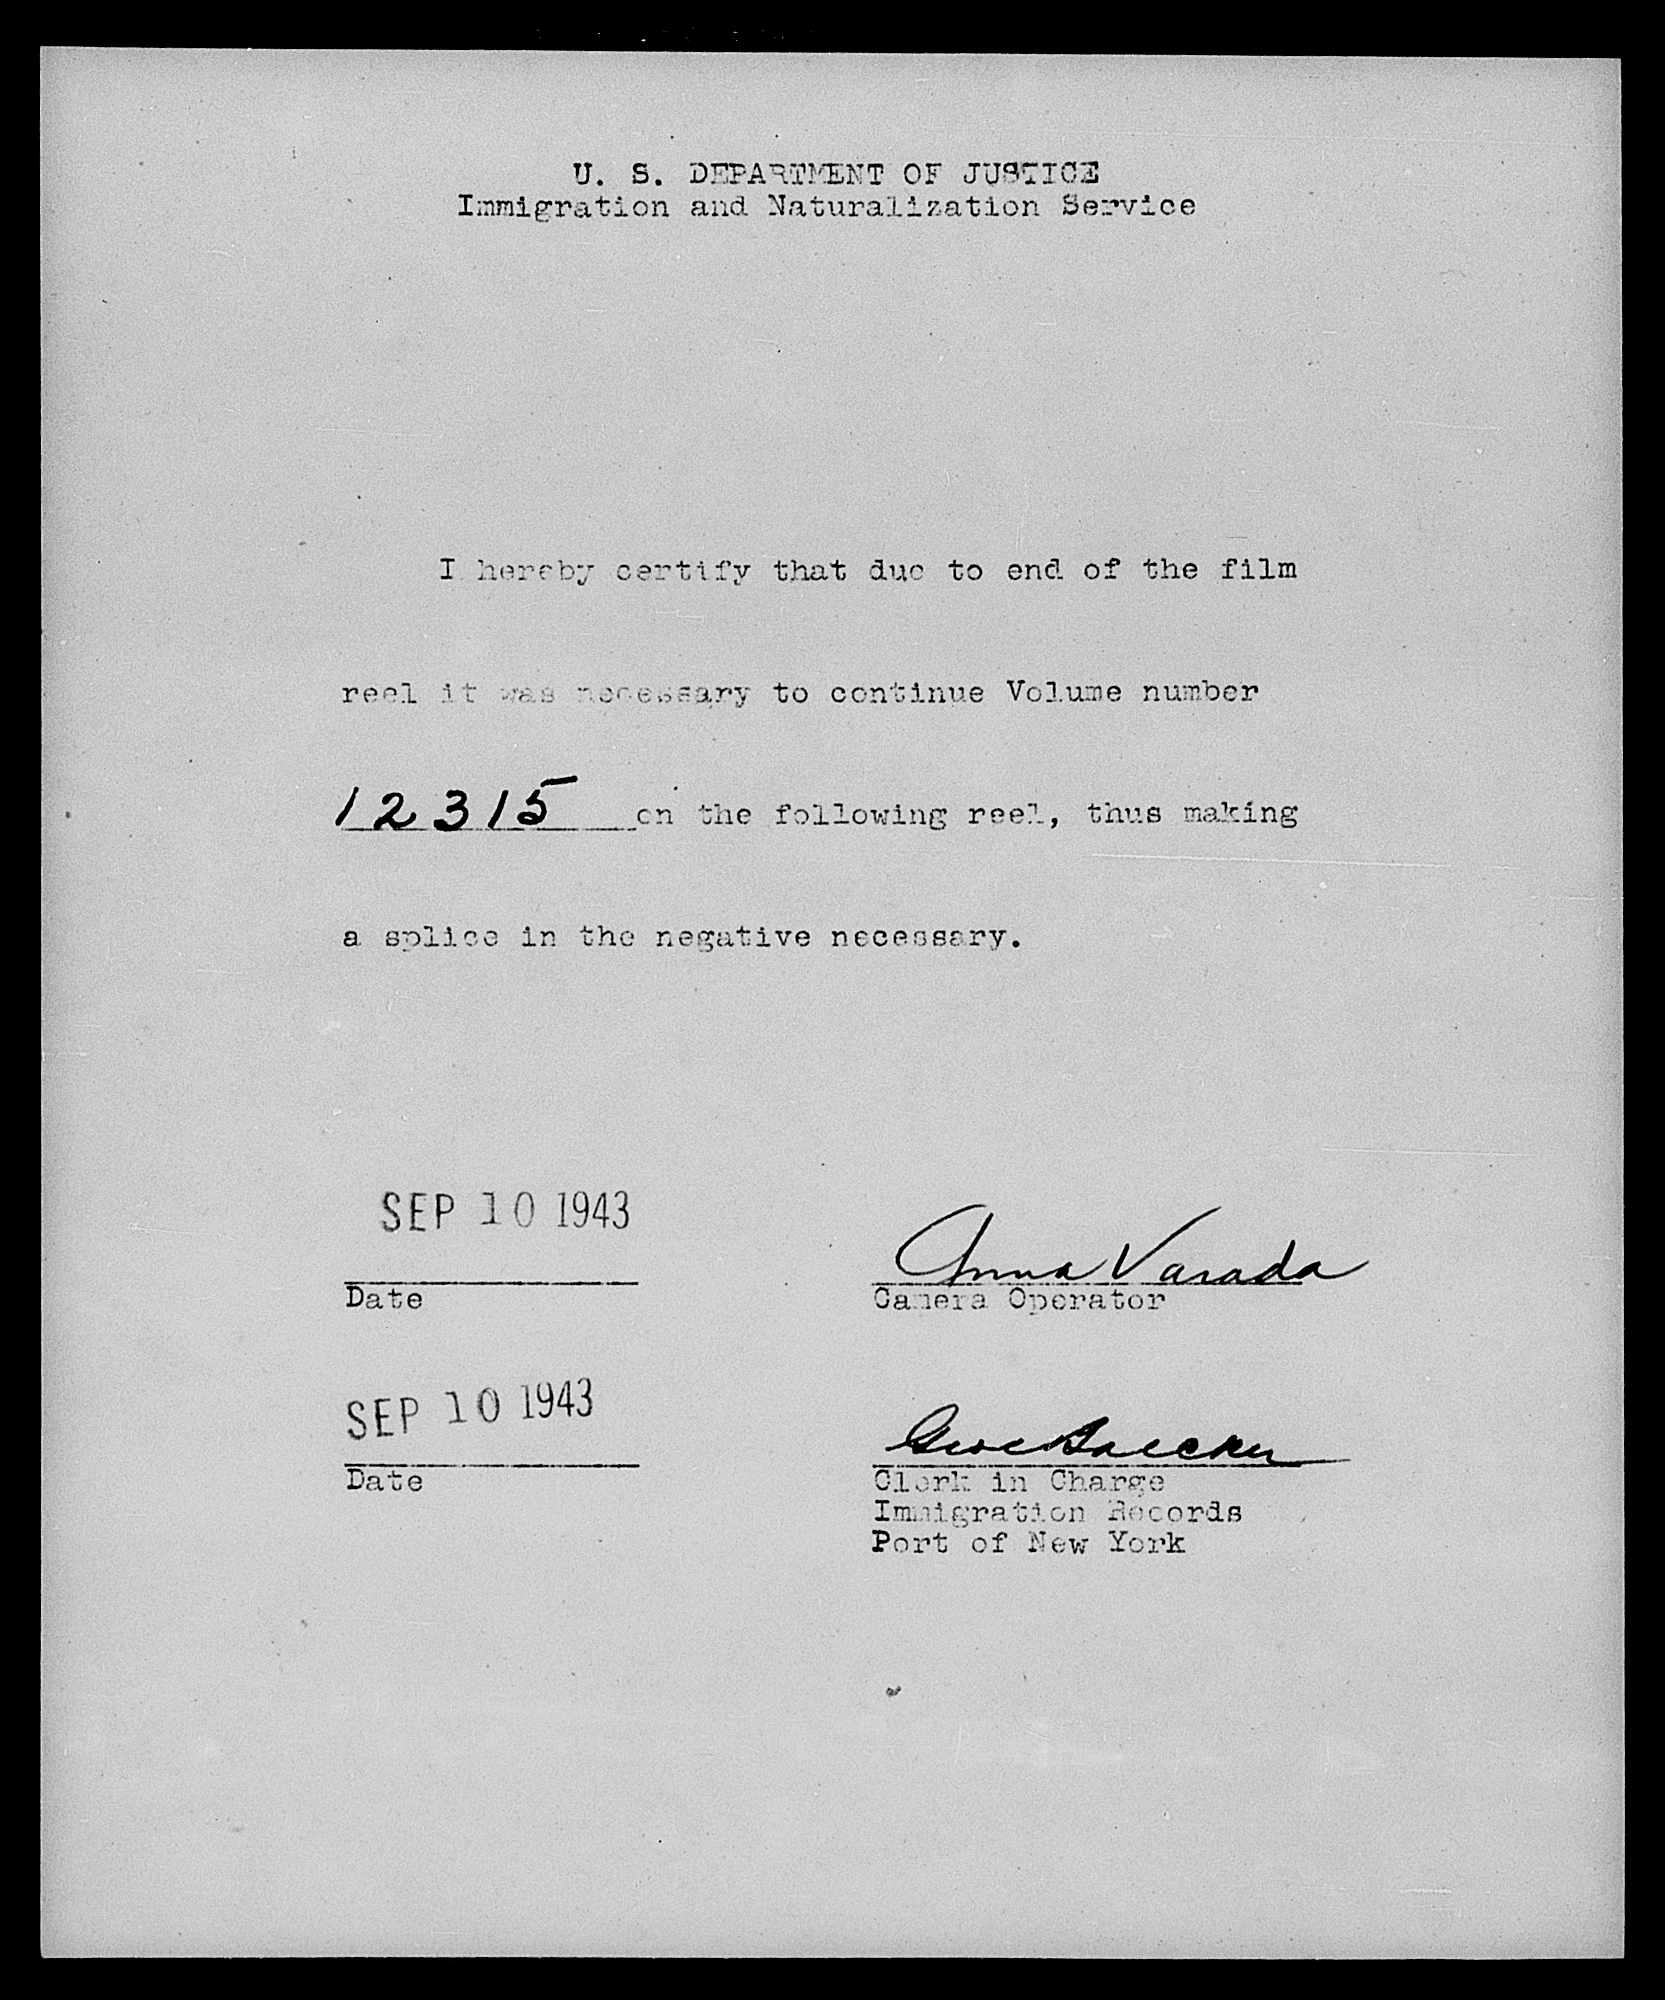 U. S. DEPARTMENT OF JUSTICE
Immigration and Naturalization Service
I hereby certify that due to end of the film
reel it was necessary to continue Volume number
12315 on the following reel, thus making
a splice in the negative necessary.
SEP 10 1943
Anna Varada
Date
Camera Operator
SEP 10 1943
Date
Clerk in Charge
Immigration Records
Port of New York